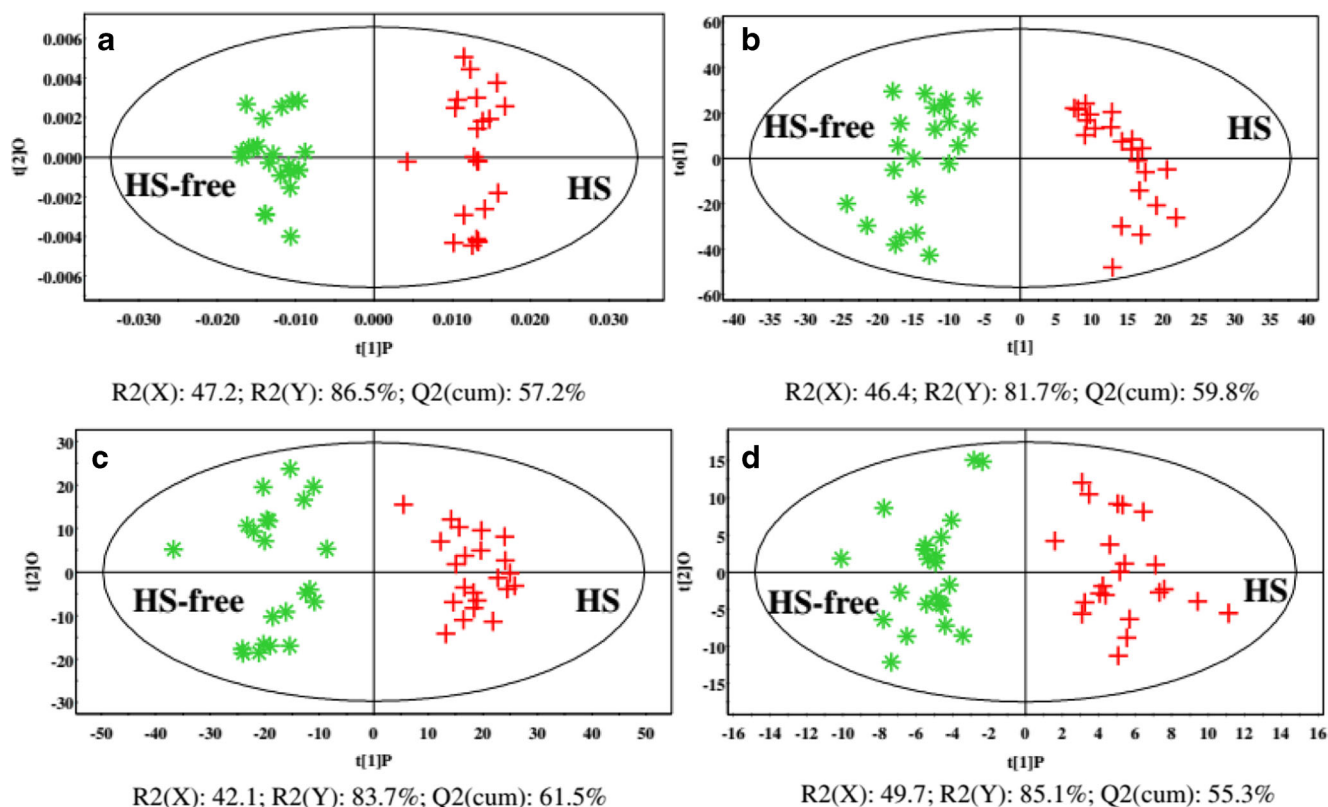 a
0.006
0.004
0.002
0.000
-0.002
-0.004
-0.006
t[2]O
HS-free
HS
-0.030 -0.020 -0.010 0.000 0.010 0.020 0.030
t[1]P
R2(X): 47.2; R2(Y): 86.5%; Q2(cum): 57.2%
b
60
40
20
0
-20
-40
-60
to[1]
HS-free
HS
-40 -35 -30 -25 -20 -15 -10 -5 0 5 10 15 20 25 30 35 40
t[1]
R2(X): 46.4; R2(Y): 81.7%; Q2(cum): 59.8%
c
30
20
10
0
-10
-20
-30
t[2]O
HS-free
HS
-50 -40 -30 -20 -10 0 10 20 30 40 50
t[1]P
R2(X): 42.1; R2(Y): 83.7%; Q2(cum): 61.5%
d
15
10
5
0
-5
-10
-15
t[2]O
HS-free
HS
-16 -14 -12 -10 -8 -6 -4 -2 0 2 4 6 8 10 12 14 16
t[1]P
R2(X): 49.7; R2(Y): 85.1%; Q2(cum): 55.3%